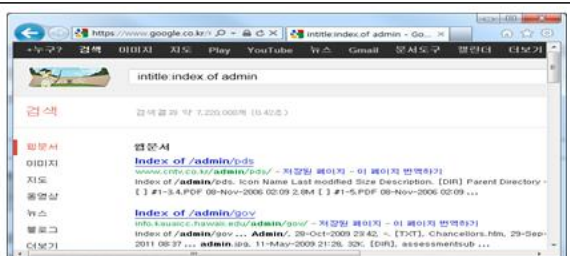 https://www.google.co.kr/
intitle:index.of admin - Go...
+누구? 검색 이미지 지도 Play YouTube 뉴스 Gmail 문서도구 캘린더 더보기
intitle:index.of admin
검색
검색결과 약 7,220,000개 (0.42초)
웹문서
이미지
지도
동영상
뉴스
블로그
더보기
웹문서
Index of /admin/pds
www.cntv.co.kr/admin/pds/ - 저장된 페이지 - 이 페이지 번역하기
Index of /admin/pds. Icon Name Last modified Size Description. [DIR] Parent Directory -
[ ] #1-3,4.PDF 08-Nov-2006 02:09 2.8M [ ] #1-5.PDF 08-Nov-2006 02:09 ...
Index of /admin/gov
info.kauaicc.hawaii.edu/admin/gov/ - 저장된 페이지 - 이 페이지 번역하기
Index of /admin/gov ... Admin/, 28-Oct-2009 23:42, -. [TXT], Chancellors.htm, 29-Sep-
2011 08:37 ... admin.jpg, 11-May-2009 21:28, 32K, [DIR], assessmentsub ...